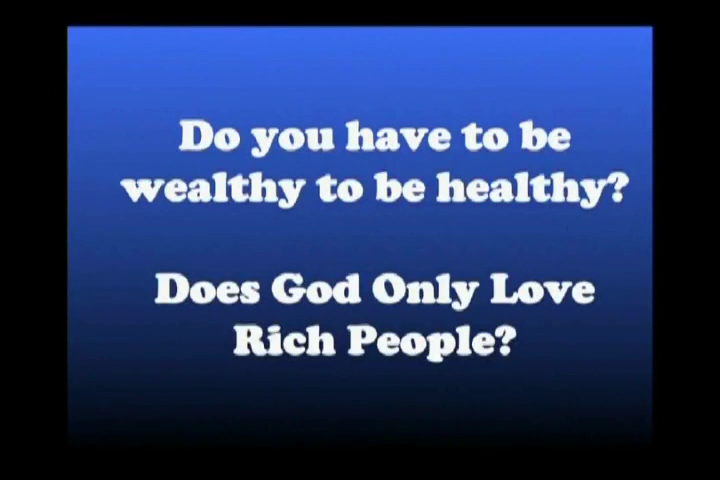 Do you have to be
wealthy to be healthy?
Does God Only Love
Rich People?